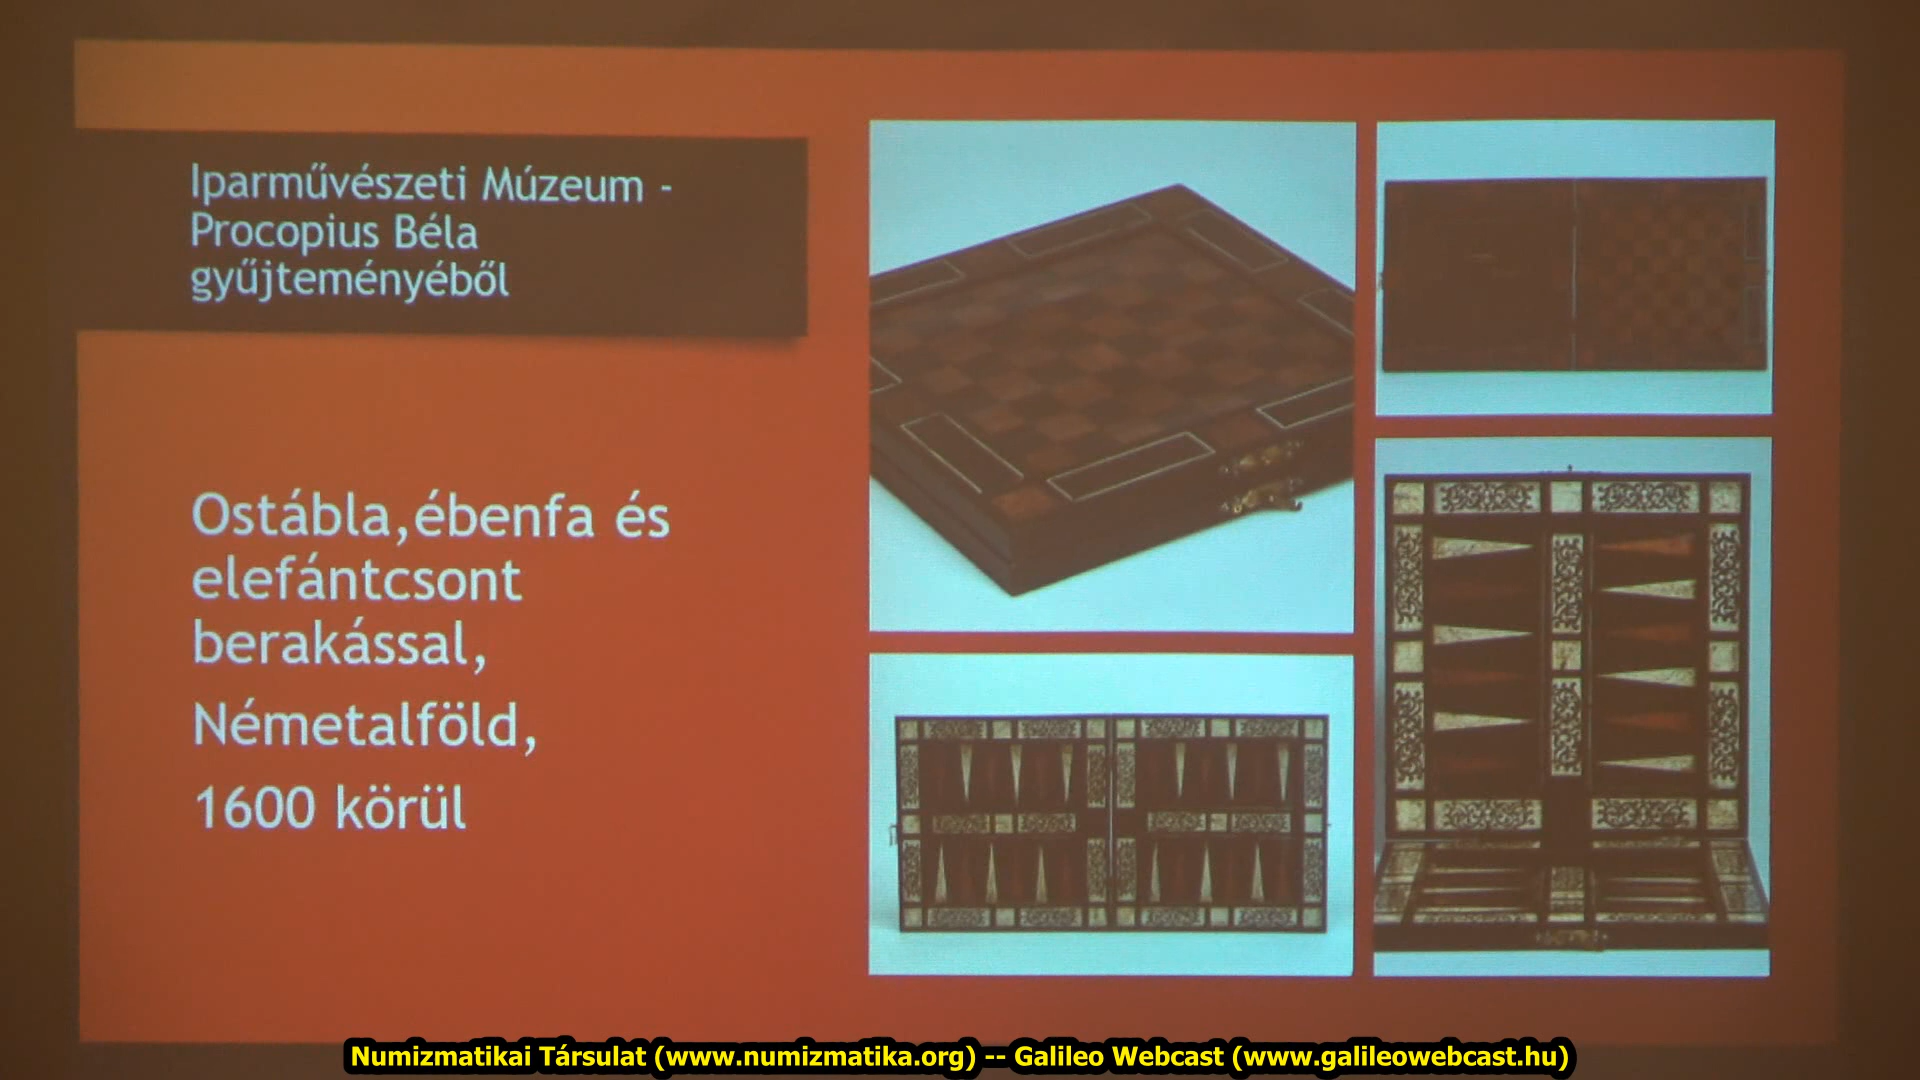 Iparművészeti Múzeum -
Procopius Béla
gyűjteményéből
Ostábla,ébenfa és
elefántcsont
berakással,
Németalföld,
1600 körül
Numizmatikai Társulat (www.numizmatika.org) -- Galileo Webcast (www.galileowebcast.hu)